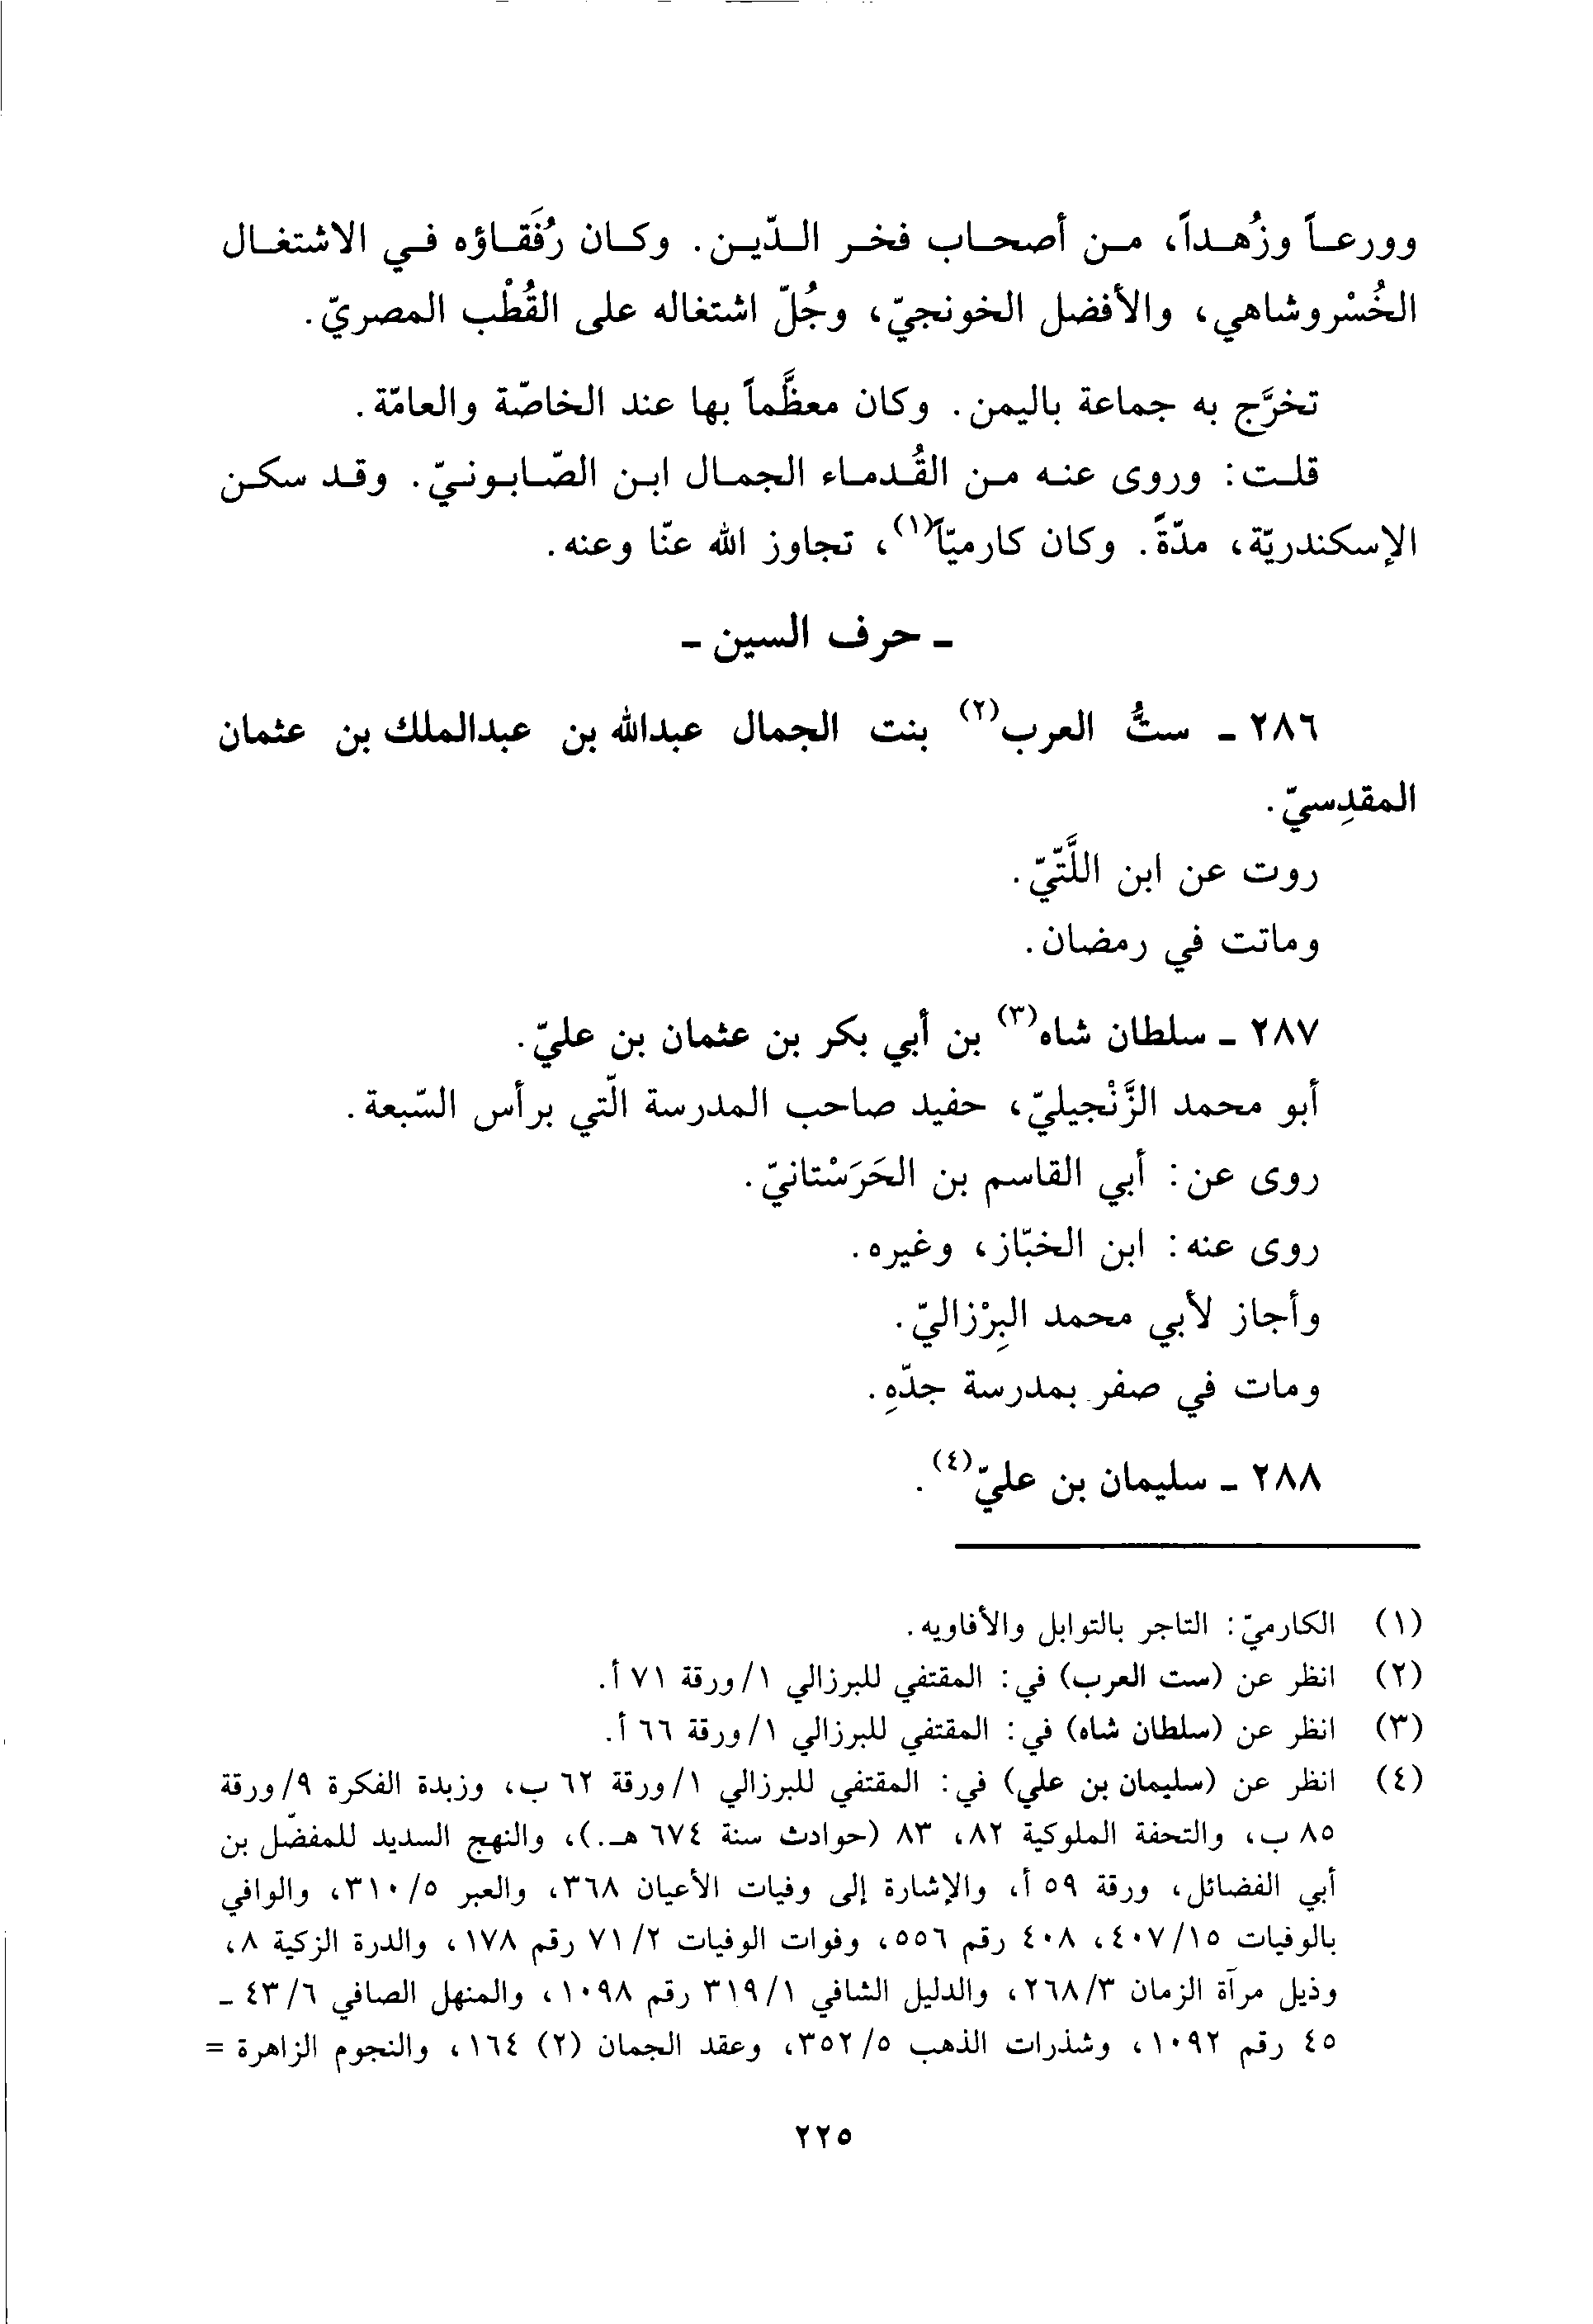 وورعاً وزُهداً، من أصحاب فخر الدّين. وكان رُفَقاؤه في الاشتغال
الخُسْروشاهي، والأفضل الخونجيّ، وجُلّ اشتغاله على القُطْب المصريّ.
تخرَّج به جماعة باليمن. وكان معظَّماً بها عند الخاصّة والعامّة.
قلت: وروى عنه من القُدماء الجمال ابن الصّابونيّ. وقد سكن
الإسكندريّة، مدّةً. وكان كارميّاً(١)، تجاوز الله عنّا وعنه.
ـ حرف السين ـ
٢٨٦ ـ ستُّ العرب(٢) بنت الجمال عبدالله بن عبدالملك بن عثمان
المقدِسيّ.
روت عن ابن اللَّتّيّ.
وماتت في رمضان.
٢٨٧ ـ سلطان شاه(٣) بن أبي بكر بن عثمان بن عليّ.
أبو محمد الزَّنْجيليّ، حفيد صاحب المدرسة الّتي برأس السّبعة.
روى عن: أبي القاسم بن الحَرَسْتانيّ.
روى عنه: ابن الخبّاز، وغيره.
وأجاز لأبي محمد البِرْزاليّ.
ومات في صفر بمدرسة جدّهِ.
٢٨٨ ـ سليمان بن عليّ(٤).
(١) الكارميّ: التاجر بالتوابل والأفاويه.
(٢) انظر عن (ست العرب) في: المقتفي للبرزالي ١/ورقة ٧١ أ.
(٣) انظر عن (سلطان شاه) في: المقتفي للبرزالي ١/ورقة ٦٦ أ.
(٤) انظر عن (سليمان بن علي) في: المقتفي للبرزالي ١/ورقة ٦٢ ب، وزبدة الفكرة ٩/ورقة
٨٥ ب، والتحفة الملوكية ٨٢، ٨٣ (حوادث سنة ٦٧٤ هـ.)، والنهج السديد للمفضّل بن
أبي الفضائل، ورقة ٥٩ أ، والإشارة إلى وفيات الأعيان ٣٦٨، والعبر ٥/٣١٠، والوافي
بالوفيات ١٥/٤٠٧، ٤٠٨ رقم ٥٥٦، وفوات الوفيات ٢/٧١ رقم ١٧٨، والدرة الزكية ٨،
وذيل مرآة الزمان ٣/٢٦٨، والدليل الشافي ١/٣١٩ رقم ١٠٩٨، والمنهل الصافي ٦/٤٣ ـ
٤٥ رقم ١٠٩٢، وشذرات الذهب ٥/٣٥٢، وعقد الجمان (٢) ١٦٤، والنجوم الزاهرة =
٢٢٥